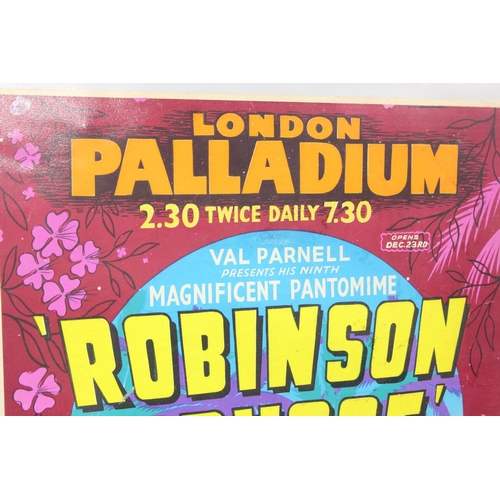 LONDON
PALLADIUM
2.30 TWICE DAILY 7.30
OPENS
DEC. 23RD
VAL PARNELL
PRESENTS HIS NINTH
MAGNIFICENT PANTOMIME
'ROBINSON